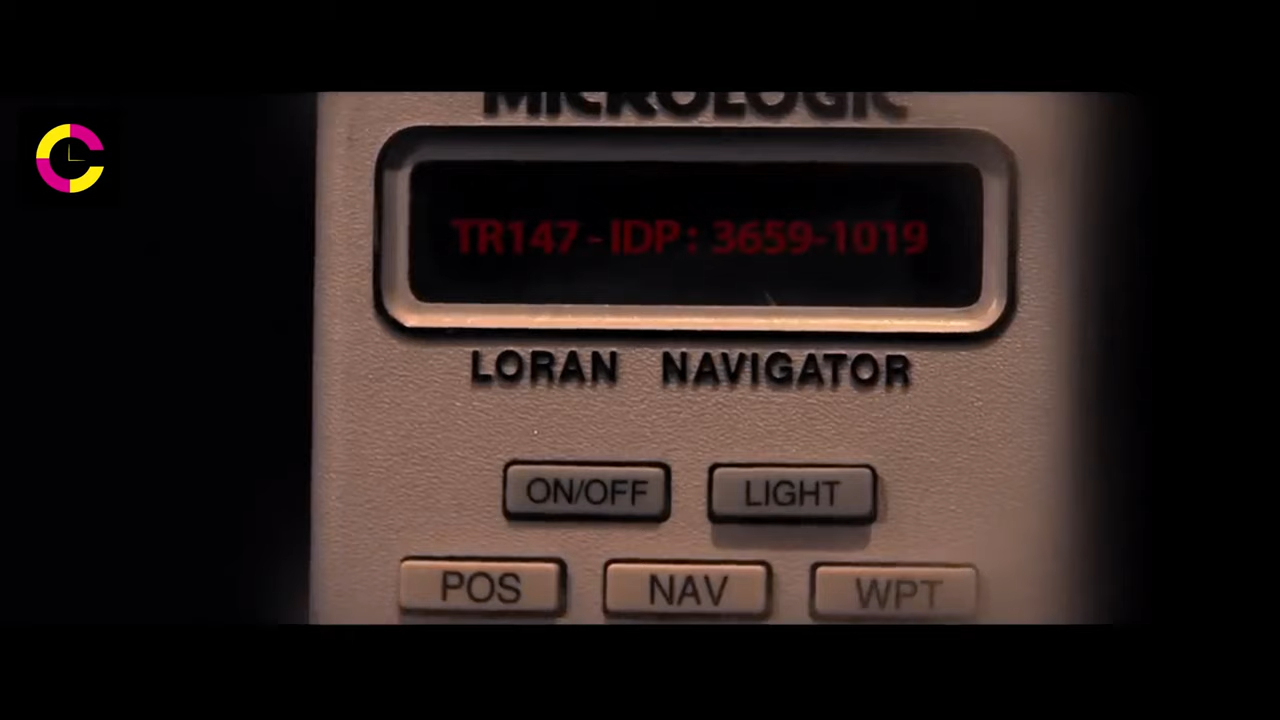 MICROLOGIC
TR147 - IDP : 3659-1019
LORAN NAVIGATOR
ON/OFF LIGHT
POS NAV WPT